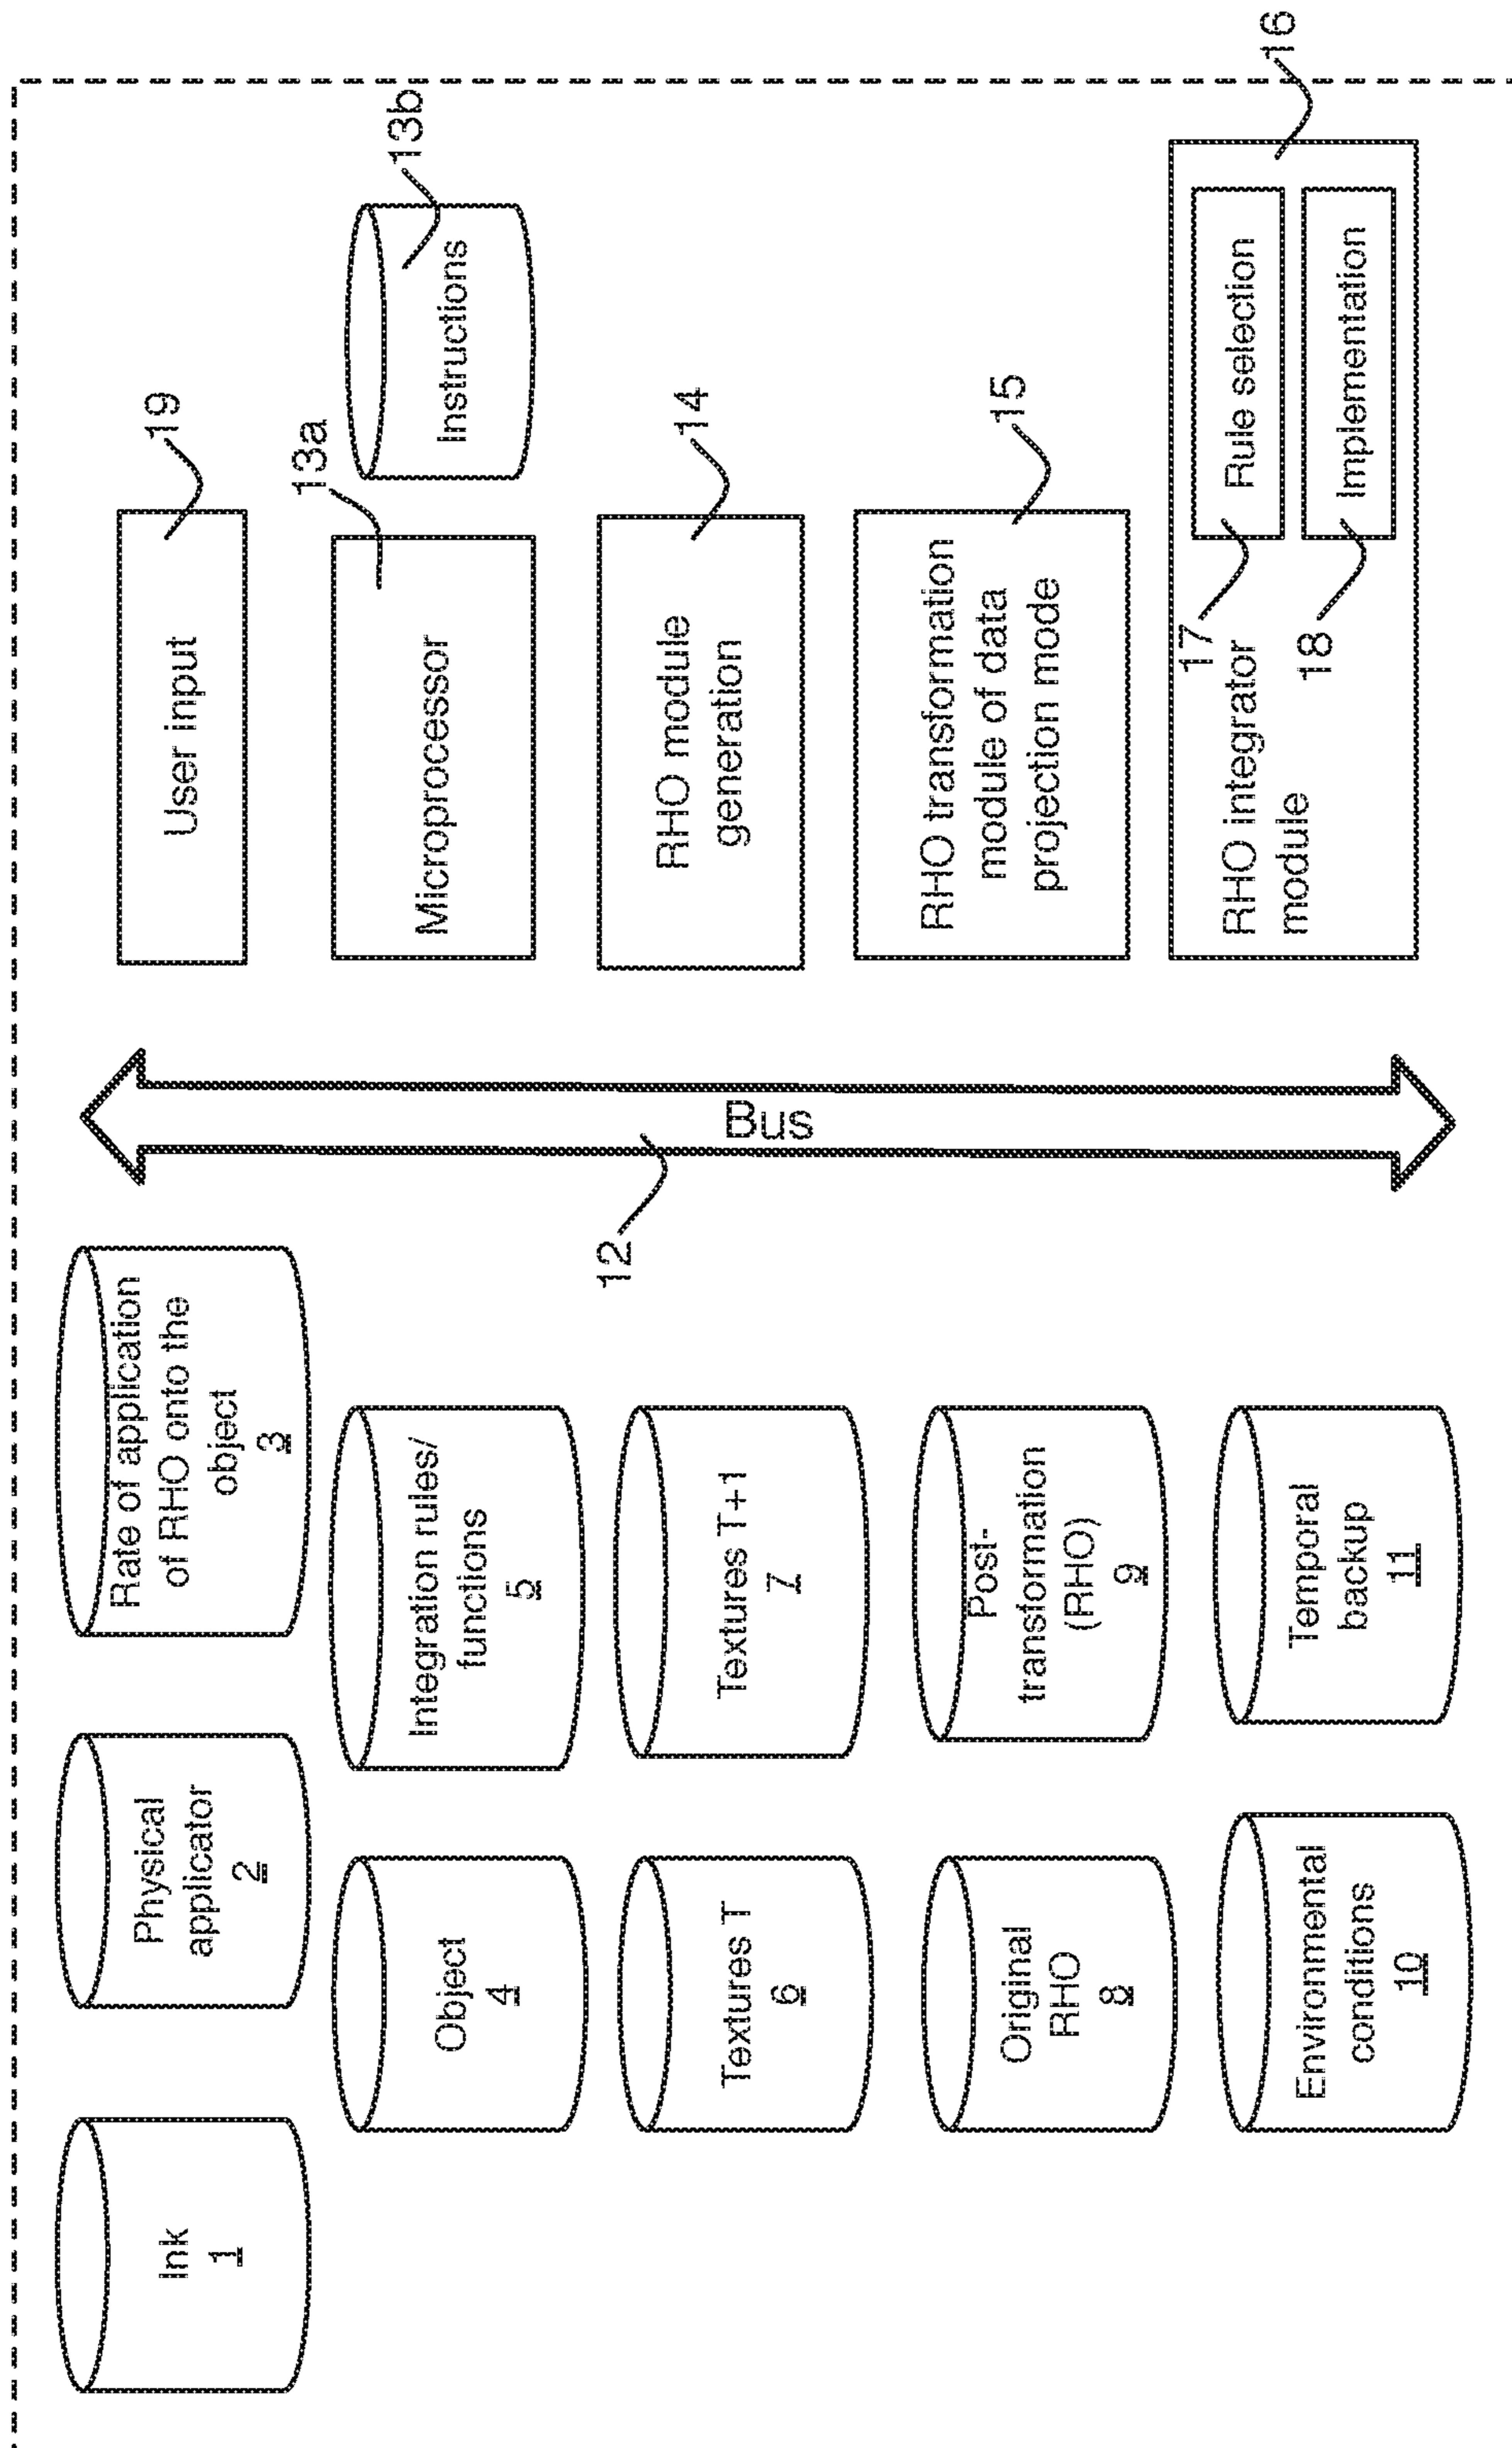 Ink
1
Physical
applicator
2
Rate of application
of RHO onto the
object
3
Object
4
Integration rules/
functions
5
Textures T
6
Textures T+1
7
Original
RHO
8
Post-
transformation
(RHO)
9
Environmental
conditions
10
Temporal
backup
11
12
Bus
User input
19
Microprocessor
13a
Instructions
13b
RHO module
generation
14
RHO transformation
module of data
projection mode
15
RHO integrator
module
16
17
Rule selection
18
Implementation